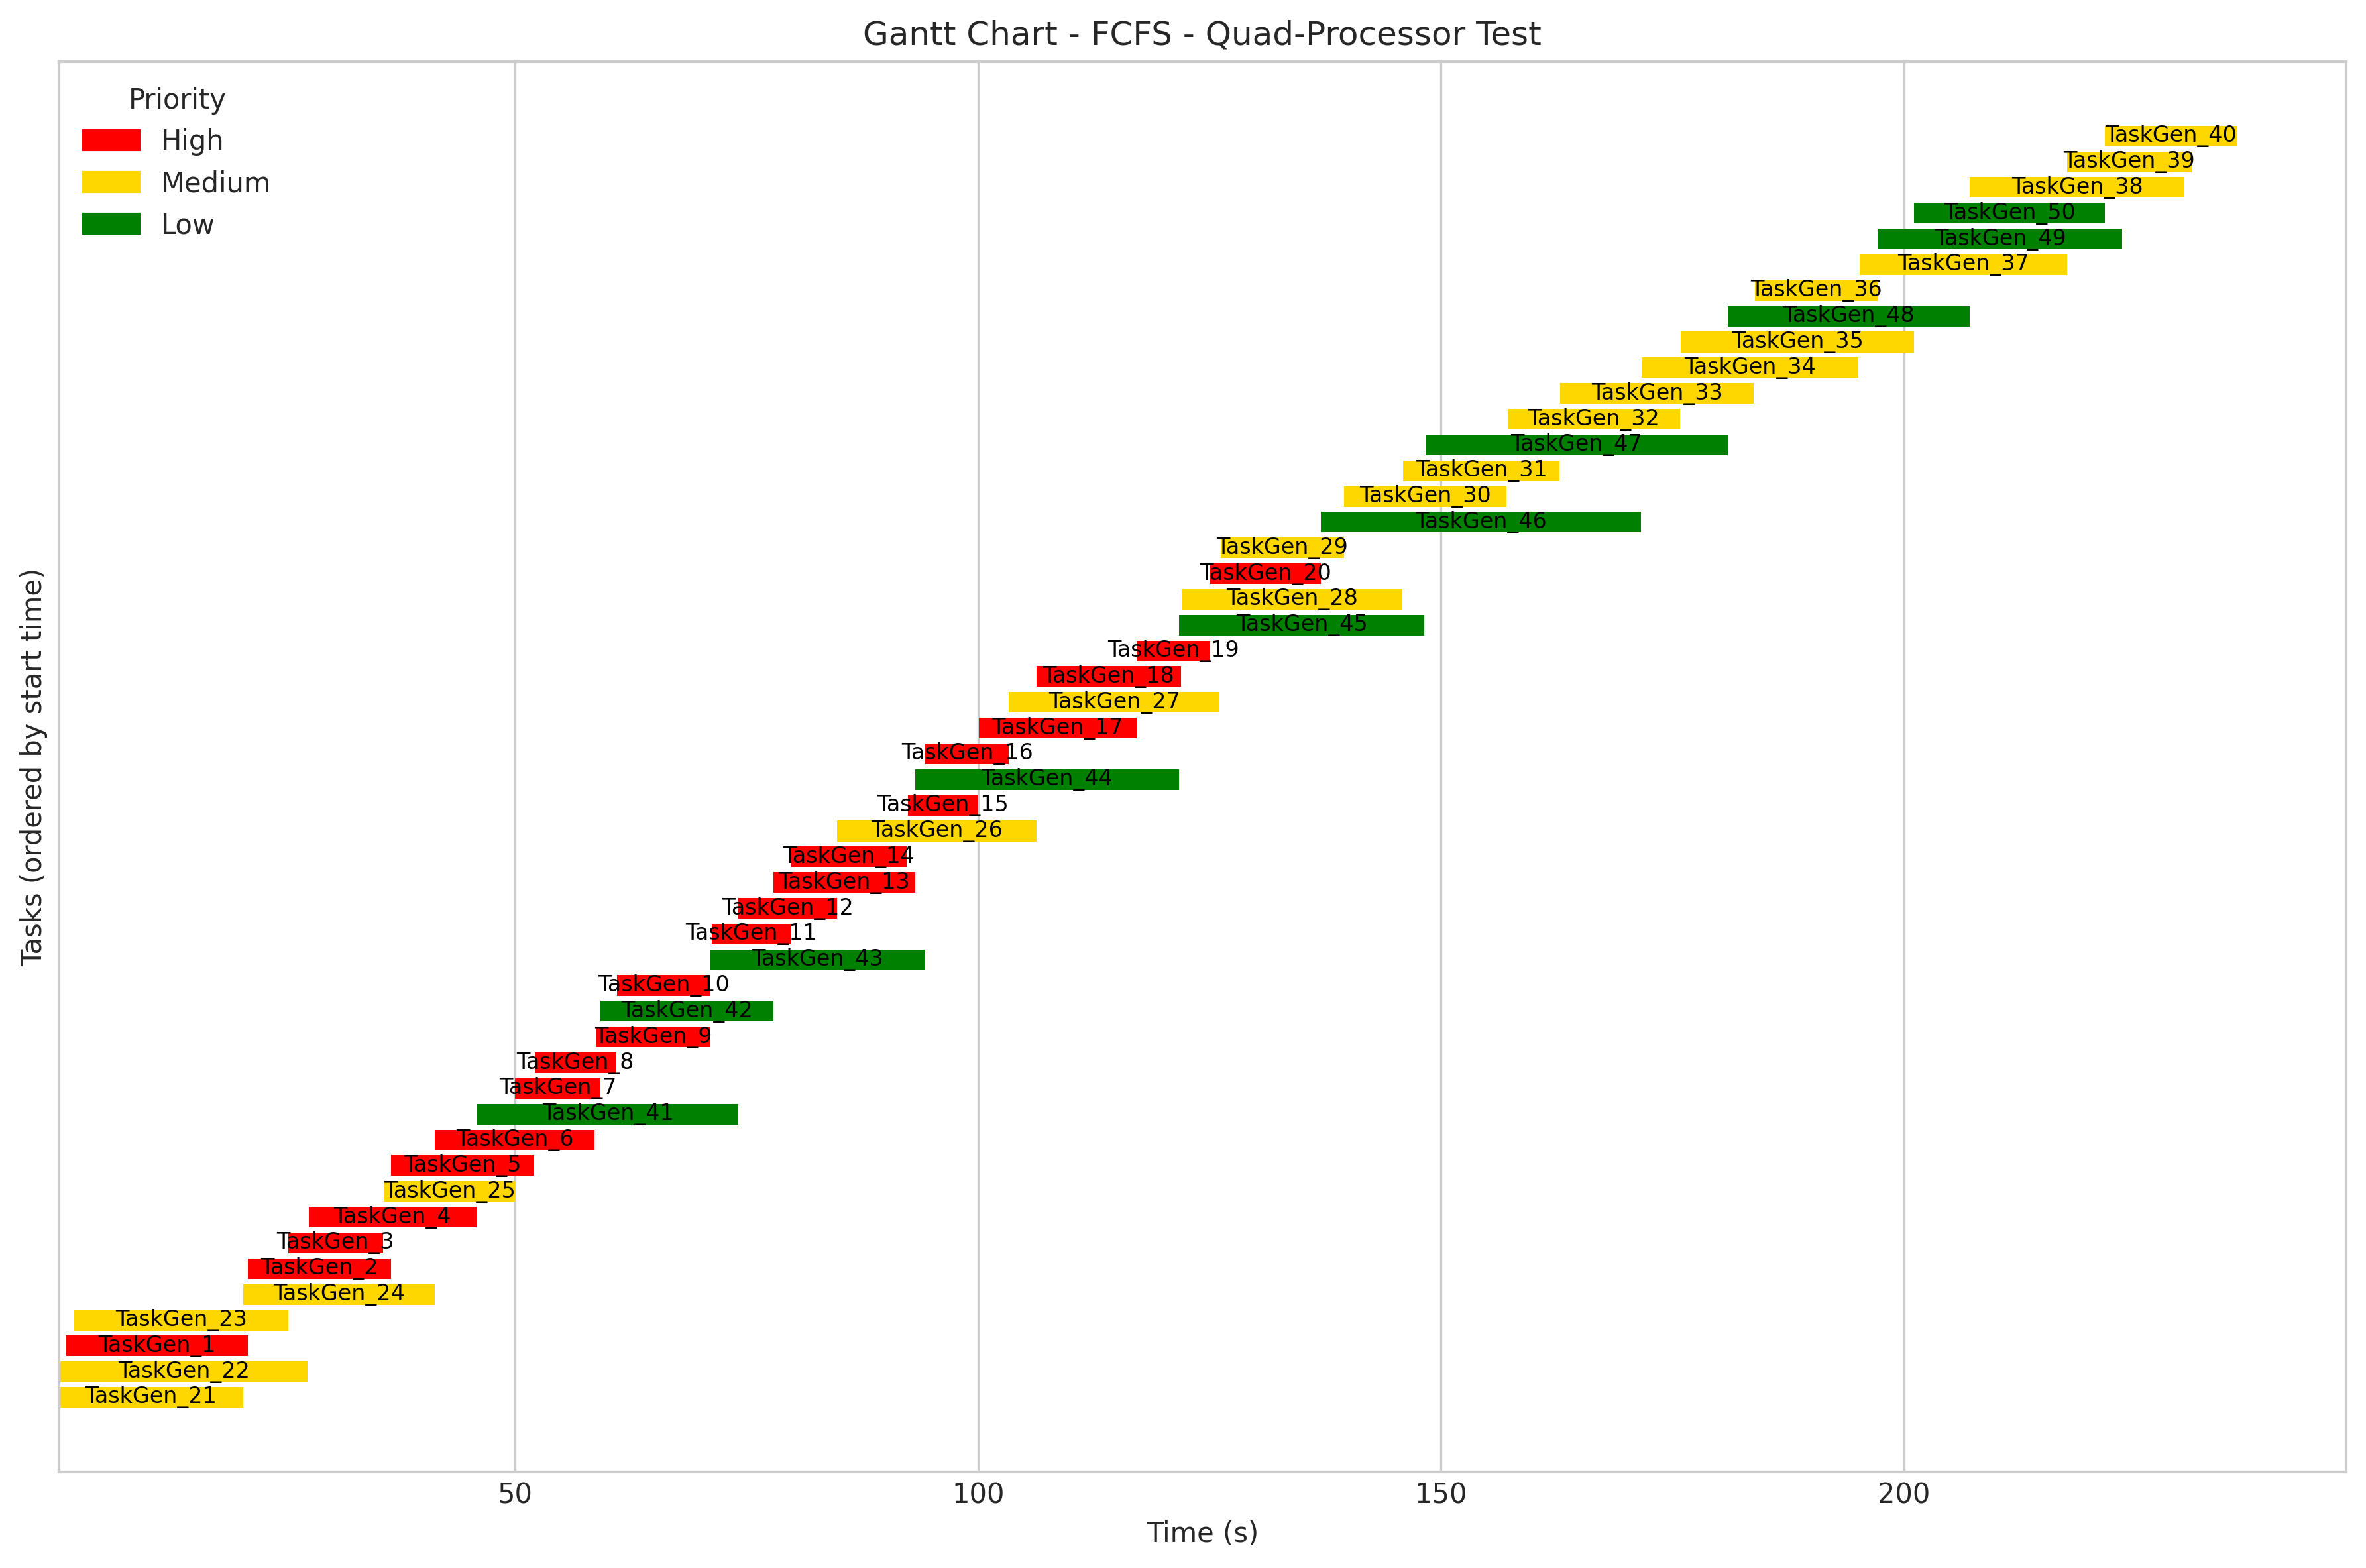 Gantt Chart - FCFS - Quad-Processor Test
Priority
High
Medium
Low
TaskGen_40
TaskGen_39
TaskGen_38
TaskGen_50
TaskGen_49
TaskGen_37
TaskGen_36
TaskGen_48
TaskGen_35
TaskGen_34
TaskGen_33
TaskGen_32
TaskGen_47
TaskGen_31
TaskGen_30
TaskGen_46
TaskGen_29
TaskGen_20
TaskGen_28
TaskGen_45
TaskGen_19
TaskGen_18
TaskGen_27
TaskGen_17
TaskGen_16
TaskGen_44
TaskGen_15
TaskGen_26
TaskGen_14
TaskGen_13
TaskGen_12
TaskGen_11
TaskGen_43
TaskGen_10
TaskGen_42
TaskGen_9
TaskGen_8
TaskGen_7
TaskGen_41
TaskGen_6
TaskGen_5
TaskGen_25
TaskGen_4
TaskGen_3
TaskGen_2
TaskGen_24
TaskGen_23
TaskGen_1
TaskGen_22
TaskGen_21
Tasks (ordered by start time)
50 100 150 200
Time (s)